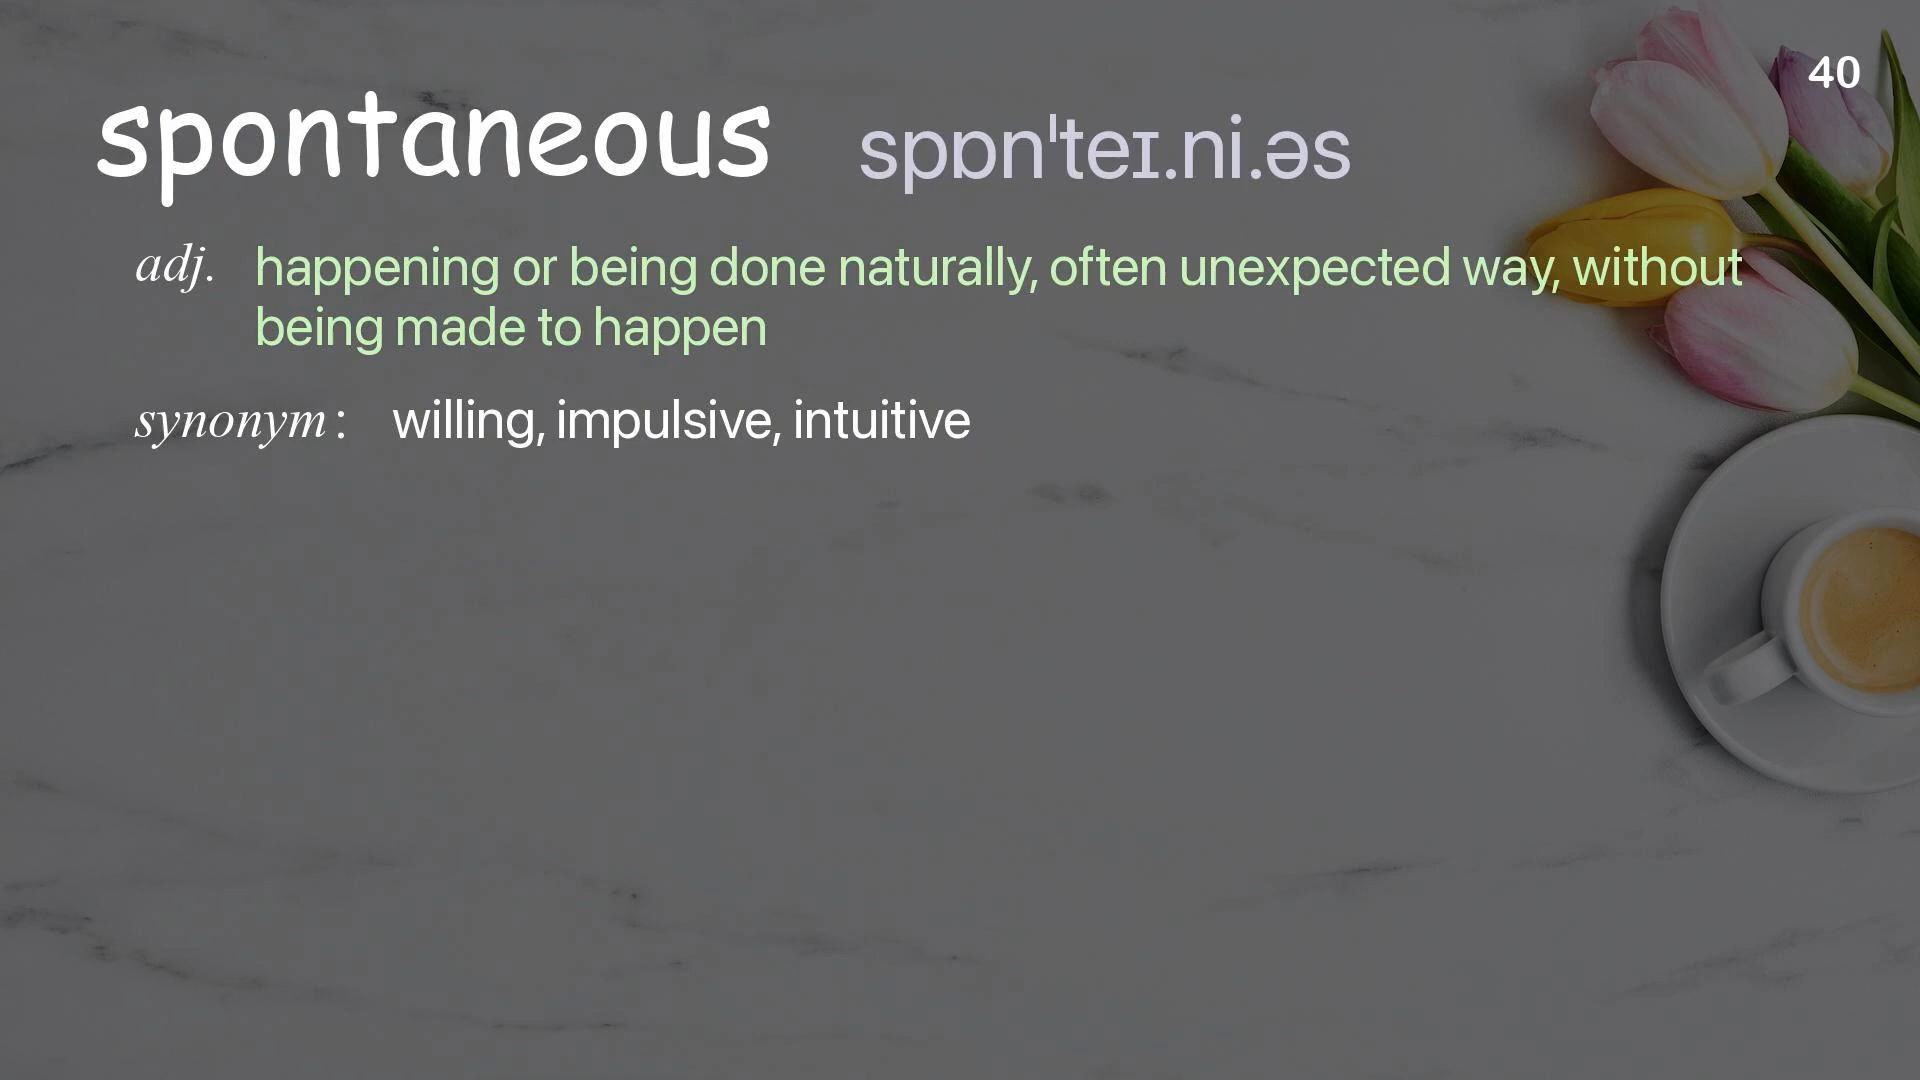 40
spontaneous spɒnˈteɪ.ni.əs
adj. happening or being done naturally, often unexpected way, without
being made to happen
synonym: willing, impulsive, intuitive